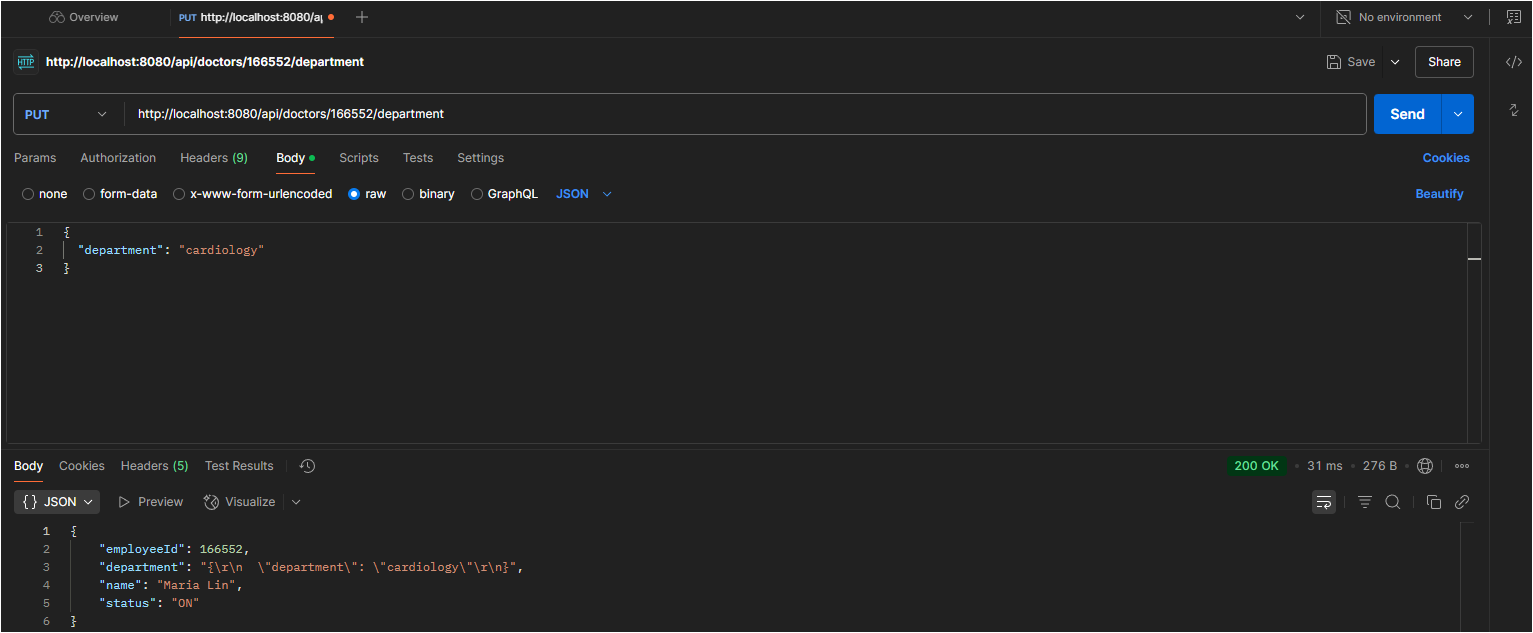 Overview PUT http://localhost:8080/aj No environment
HTTP http://localhost:8080/api/doctors/166552/department Save Share
PUT http://localhost:8080/api/doctors/166552/department Send
Params Authorization Headers (9) Body Scripts Tests Settings Cookies
none form-data x-www-form-urlencoded raw binary GraphQL JSON Beautify
1 {
2 "department": "cardiology"
3 }
Body Cookies Headers (5) Test Results 200 OK • 31 ms • 276 B
{} JSON Preview Visualize
1 {
2 "employeeId": 166552,
3 "department": "{\r\n  \"department\": \"cardiology\"\r\n}",
4 "name": "Maria Lin",
5 "status": "ON"
6 }